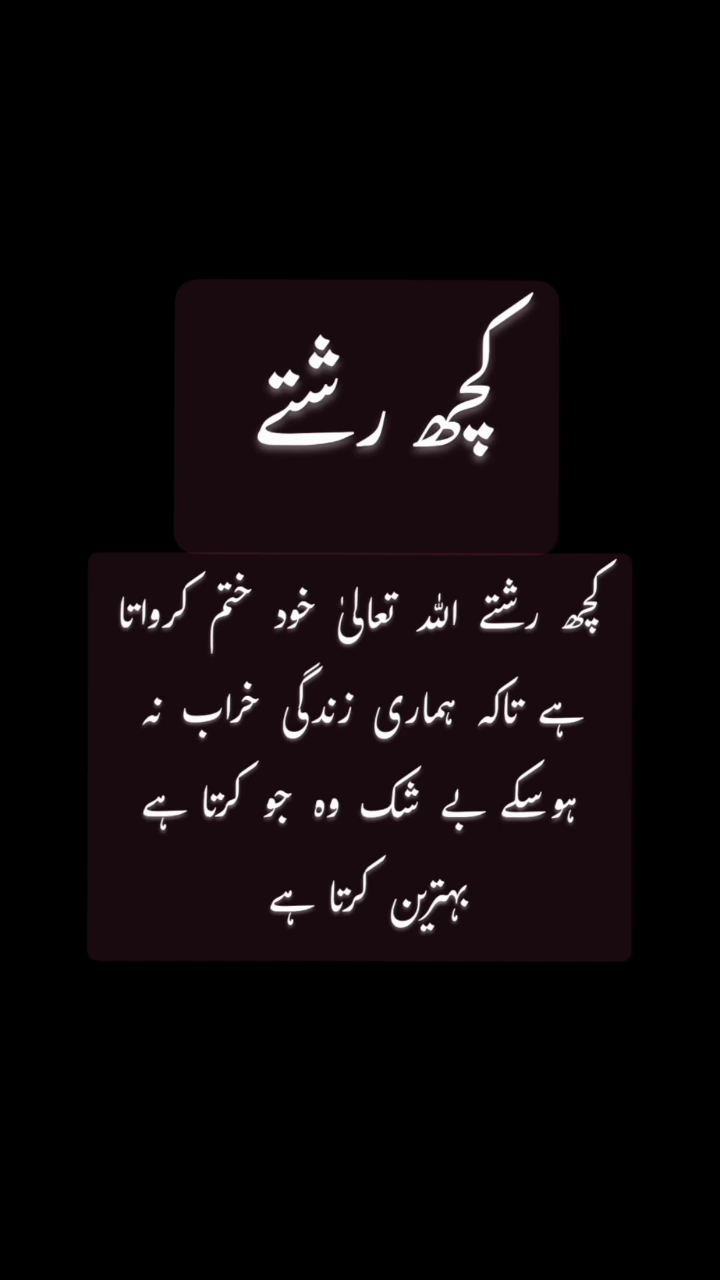 کچھ رشتے
کچھ رشتے اللہ تعالیٰ خود ختم کرواتا
ہے تاکہ ہماری زندگی خراب نہ
ہوسکے بے شک وہ جو کرتا ہے
بہترین کرتا ہے